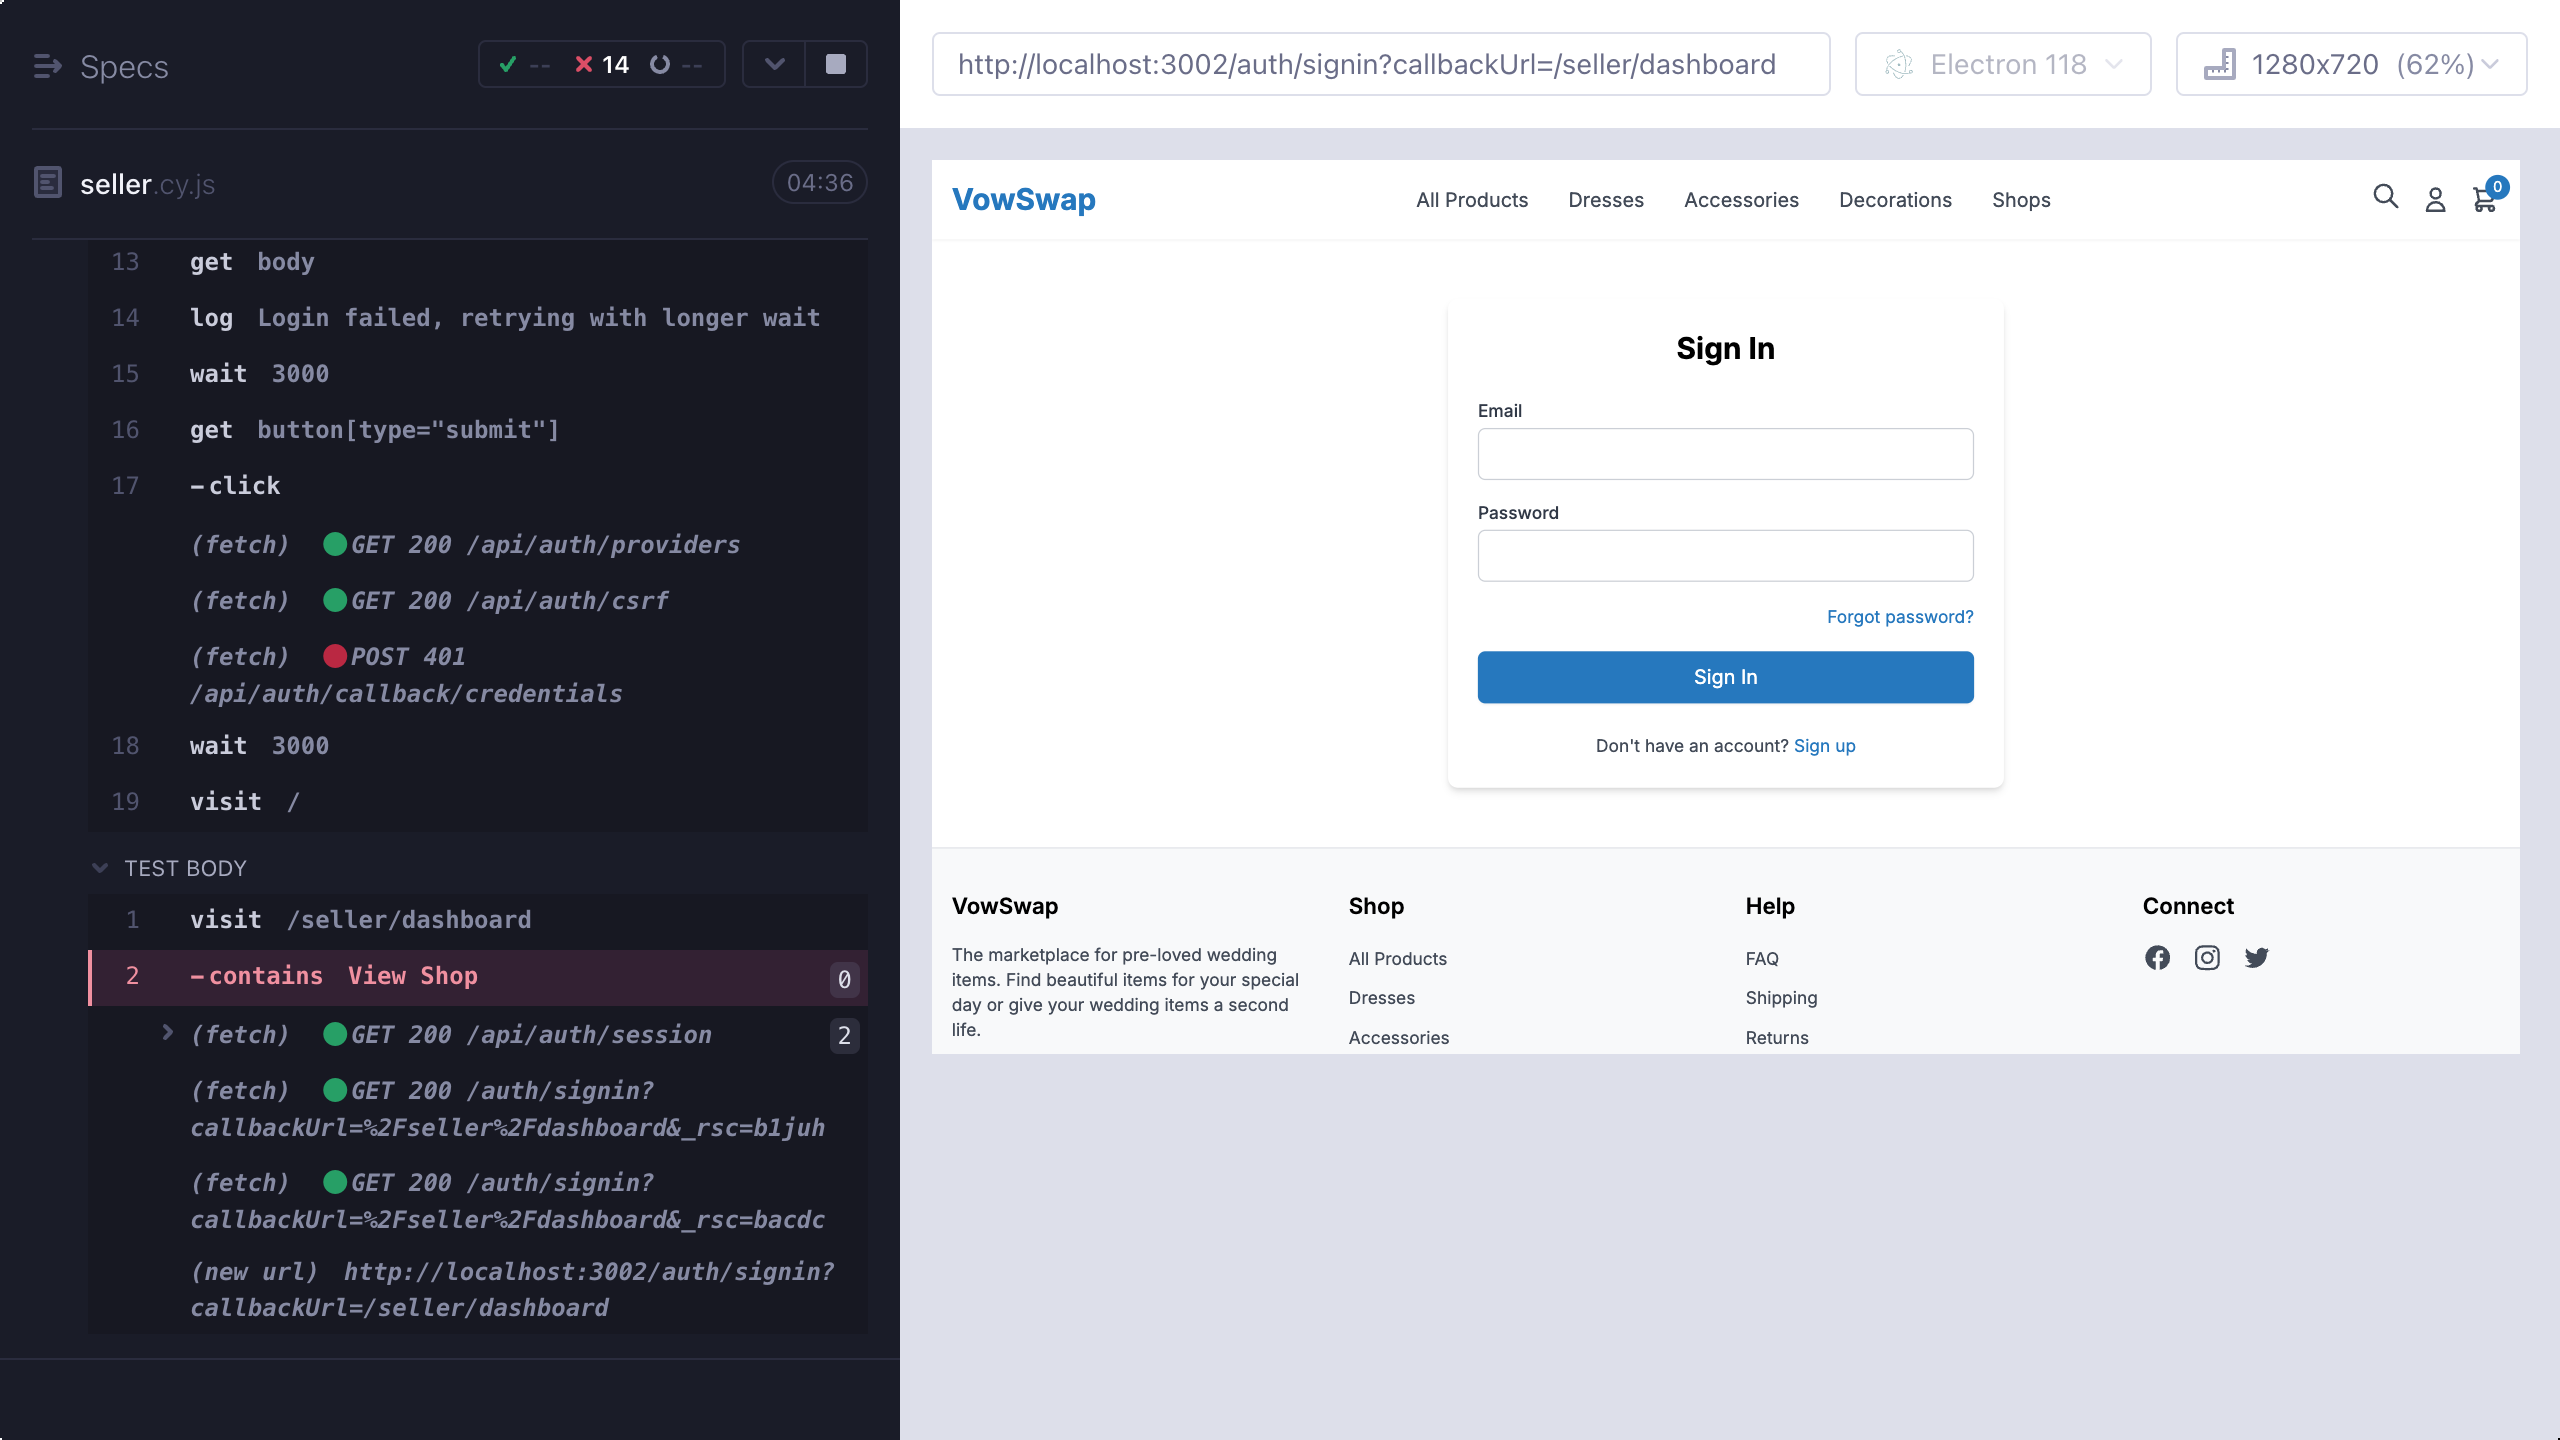 Specs
-- 14 --
seller.cy.js
04:36
13 get body
14 log Login failed, retrying with longer wait
15 wait 3000
16 get button[type="submit"]
17 -click
(fetch) GET 200 /api/auth/providers
(fetch) GET 200 /api/auth/csrf
(fetch) POST 401
/api/auth/callback/credentials
18 wait 3000
19 visit /
TEST BODY
1 visit /seller/dashboard
2 -contains View Shop 0
(fetch) GET 200 /api/auth/session 2
(fetch) GET 200 /auth/signin?
callbackUrl=%2Fseller%2Fdashboard&_rsc=b1juh
(fetch) GET 200 /auth/signin?
callbackUrl=%2Fseller%2Fdashboard&_rsc=bacdc
(new url) http://localhost:3002/auth/signin?
callbackUrl=/seller/dashboard
http://localhost:3002/auth/signin?callbackUrl=/seller/dashboard
Electron 118
1280x720 (62%)
VowSwap
All Products Dresses Accessories Decorations Shops
0
Sign In
Email
Password
Forgot password?
Sign In
Don't have an account? Sign up
VowSwap
The marketplace for pre-loved wedding
items. Find beautiful items for your special
day or give your wedding items a second
life.
Shop
All Products
Dresses
Accessories
Help
FAQ
Shipping
Returns
Connect